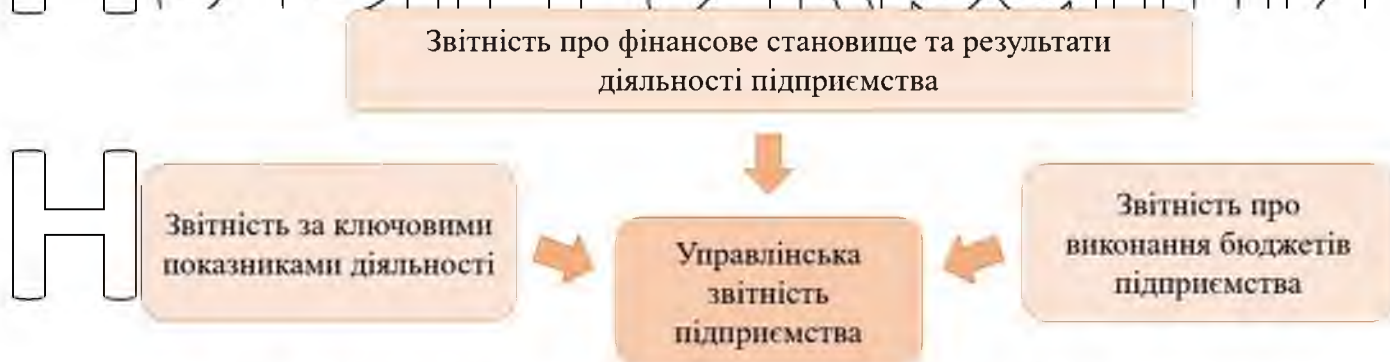 Звітність про фінансове становище та результати
діяльності підприємства
Н
Звітність за ключовими
показниками діяльності
Управлінська
звітність
підприємства
Звітність про
виконання бюджетів
підприємства